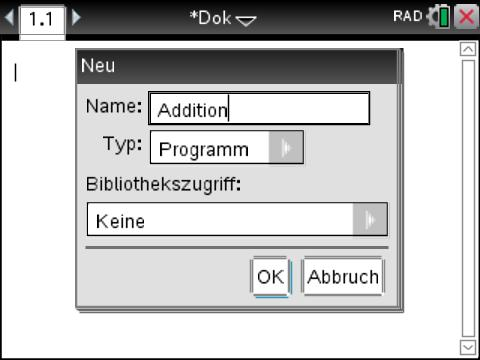 1.1 *Dok RAD
Neu
Name: Addition
Typ: Programm
Bibliothekszugriff:
Keine
OK Abbruch